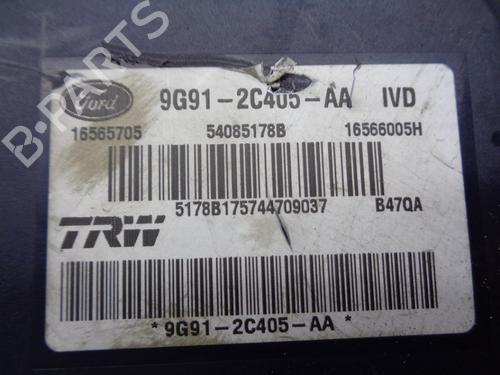 Ford 9G91-2C405-AA IVD
16565705 54085178B 16566005H
5178B175744709037 B47QA
TRW
*9G91-2C405-AA*
B-PARTS